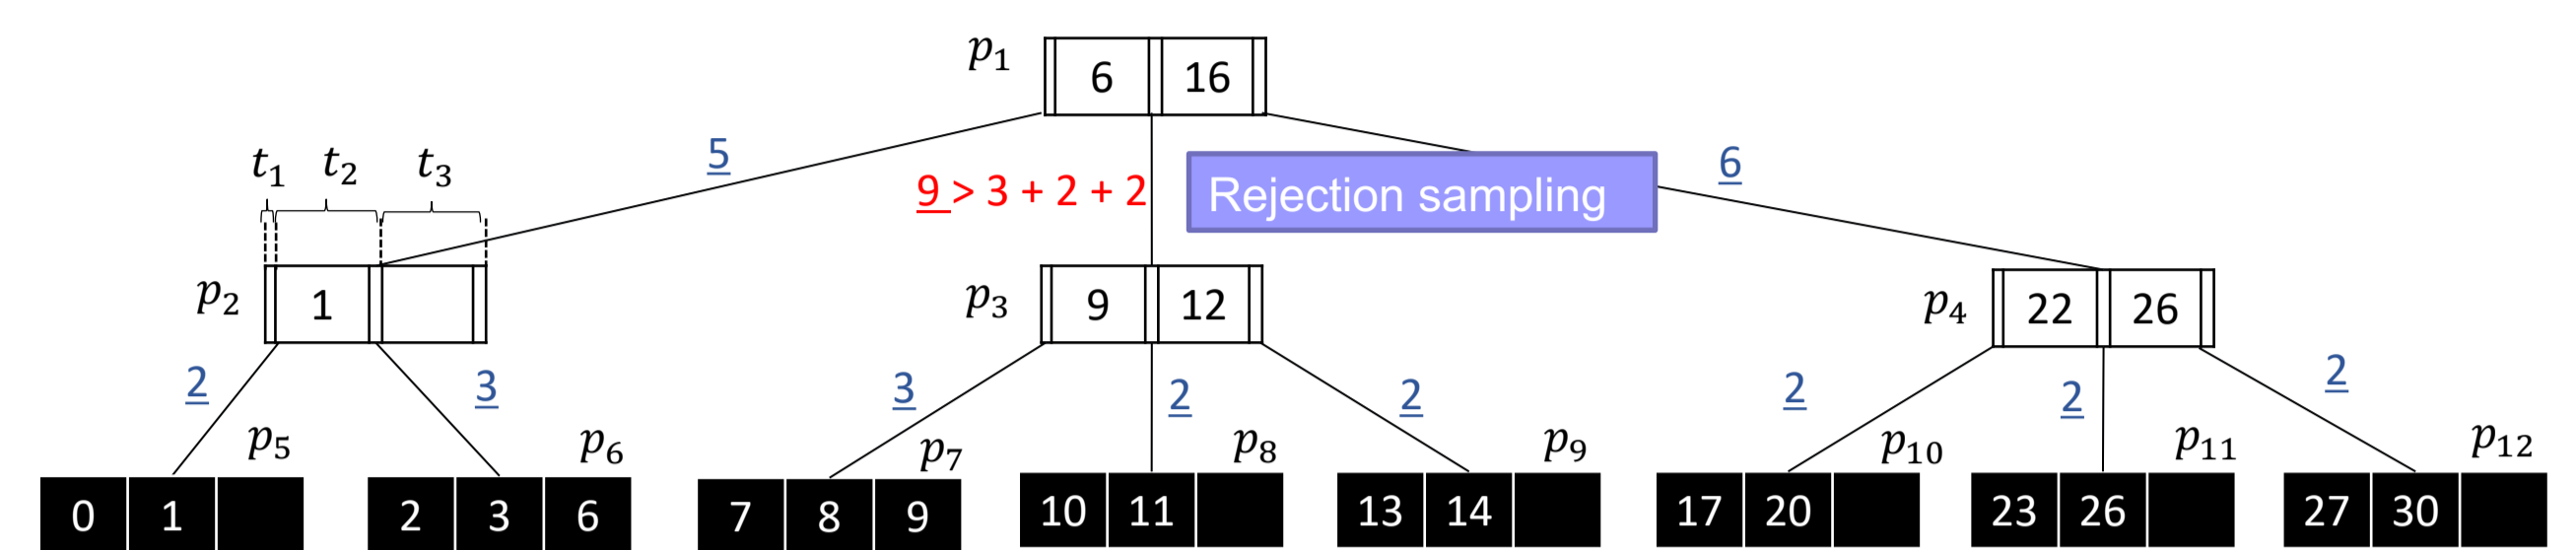 p₁ 6 16
5 9 > 3 + 2 + 2 Rejection sampling 6
t₁ t₂ t₃
p₂ 1 p₃ 9 12 p₄ 22 26
2 3 3 2 2 2 2 2
p₅ p₆ p₇ p₈ p₉ p₁₀ p₁₁ p₁₂
0 1 2 3 6 7 8 9 10 11 13 14 17 20 23 26 27 30